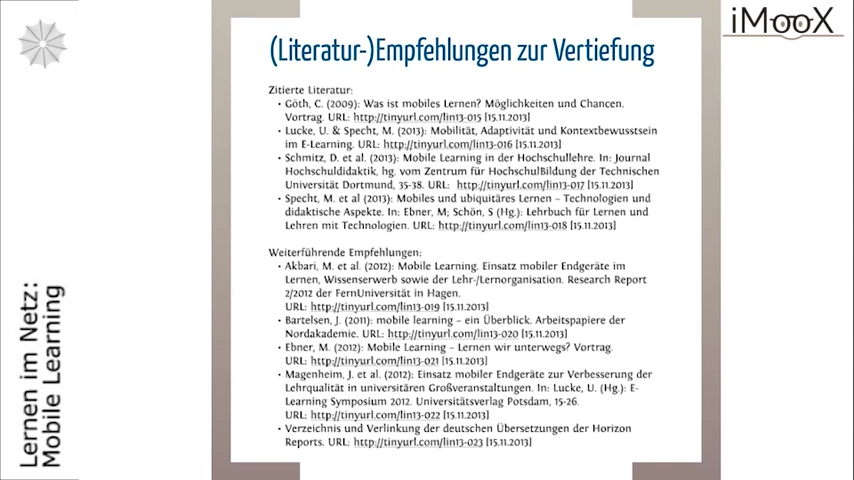 iMooX
(Literatur-)Empfehlungen zur Vertiefung
Zitierte Literatur:
• Göth, C. (2009): Was ist mobiles Lernen? Möglichkeiten und Chancen.
Vortrag. URL: http://tinyurl.com/lin13-015 [15.11.2013]
• Lucke, U. & Specht, M. (2013): Mobilität, Adaptivität und Kontextbewusstsein
im E-Learning. URL: http://tinyurl.com/lin13-016 [15.11.2013]
• Schmitz, D. et al. (2013): Mobile Learning in der Hochschullehre. In: Journal
Hochschuldidaktik, hg. vom Zentrum für HochschulBildung der Technischen
Universität Dortmund, 35-38. URL: http://tinyurl.com/lin13-017 [15.11.2013]
• Specht, M. et al (2013): Mobiles und ubiquitäres Lernen – Technologien und
didaktische Aspekte. In: Ebner, M; Schön, S (Hg.): Lehrbuch für Lernen und
Lehren mit Technologien. URL: http://tinyurl.com/lin13-018 [15.11.2013]
Weiterführende Empfehlungen:
• Akbari, M. et al. (2012): Mobile Learning. Einsatz mobiler Endgeräte im
Lernen, Wissenserwerb sowie der Lehr-/Lernorganisation. Research Report
2/2012 der FernUniversität in Hagen.
URL: http://tinyurl.com/lin13-019 [15.11.2013]
• Bartelsen, J. (2011): mobile learning – ein Überblick. Arbeitspapiere der
Nordakademie. URL: http://tinyurl.com/lin13-020 [15.11.2013]
• Ebner, M. (2012): Mobile Learning – Lernen wir unterwegs? Vortrag.
URL: http://tinyurl.com/lin13-021 [15.11.2013]
• Magenheim, J. et al. (2012): Einsatz mobiler Endgeräte zur Verbesserung der
Lehrqualität in universitären Großveranstaltungen. In: Lucke, U. (Hg.): E-
Learning Symposium 2012. Universitätsverlag Potsdam, 15-26.
URL: http://tinyurl.com/lin13-022 [15.11.2013]
• Verzeichnis und Verlinkung der deutschen Übersetzungen der Horizon
Reports. URL: http://tinyurl.com/lin13-023 [15.11.2013]
Lernen im Netz:
Mobile Learning